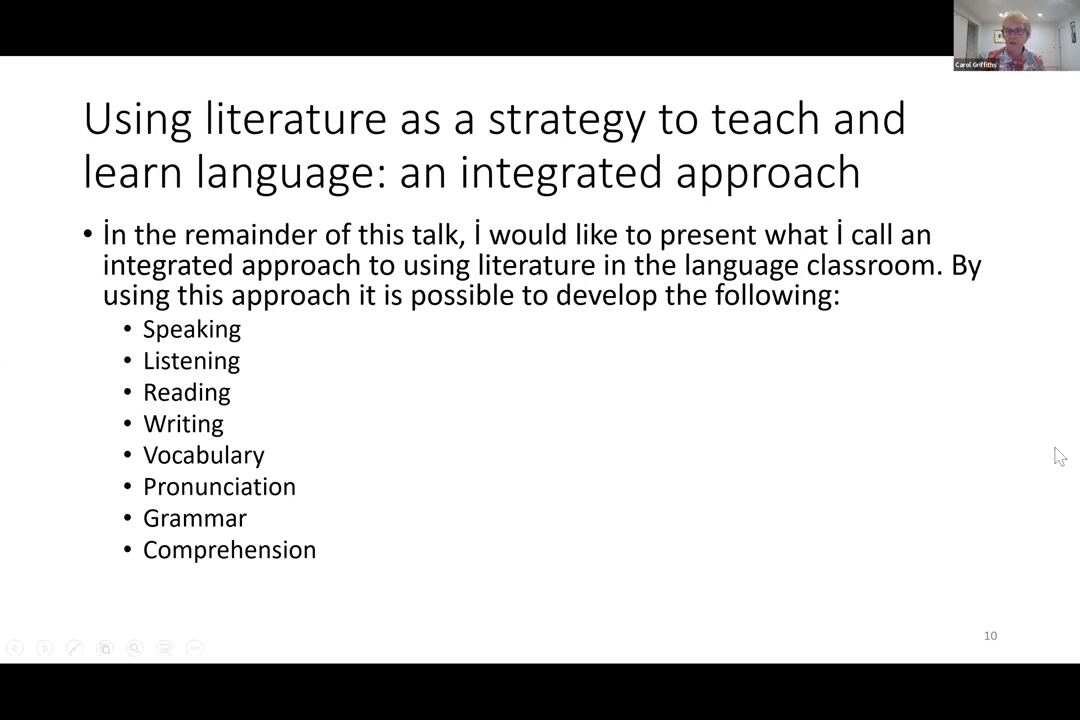 Carol Griffiths
Using literature as a strategy to teach and
learn language: an integrated approach
• İn the remainder of this talk, İ would like to present what İ call an
integrated approach to using literature in the language classroom. By
using this approach it is possible to develop the following:
• Speaking
• Listening
• Reading
• Writing
• Vocabulary
• Pronunciation
• Grammar
• Comprehension
10